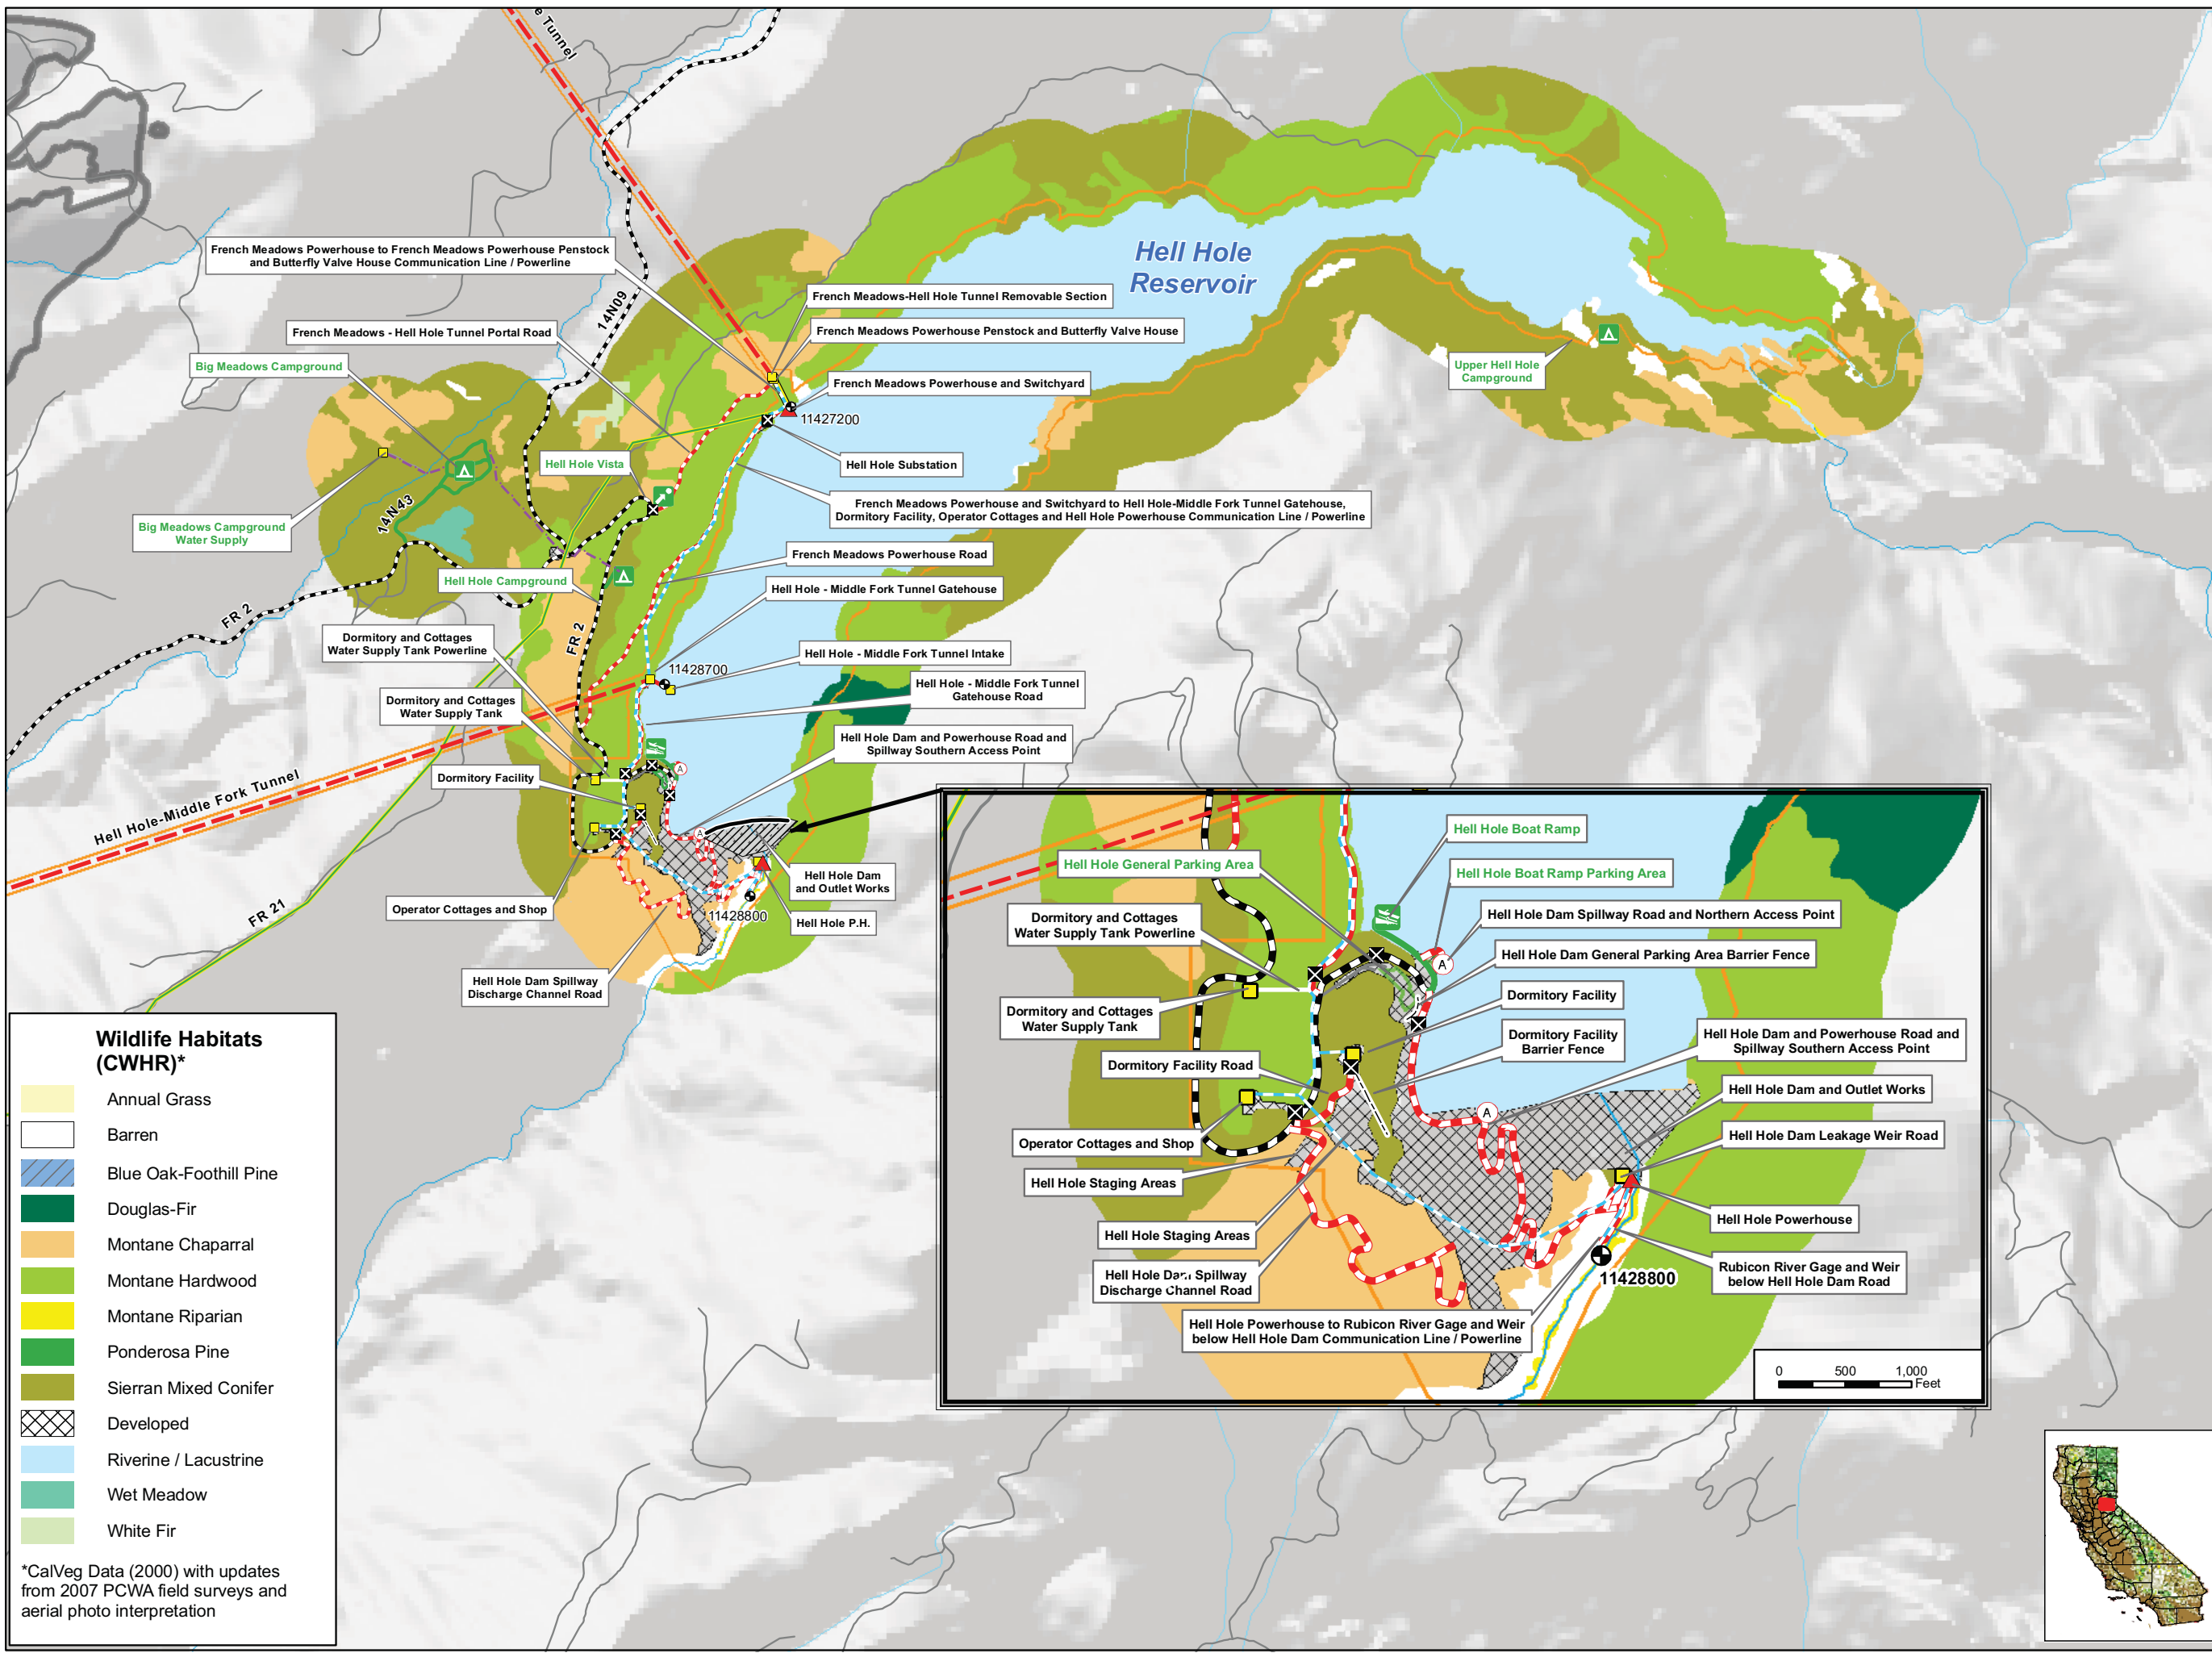 e Tunnel
Hell Hole
Reservoir
French Meadows Powerhouse to French Meadows Powerhouse Penstock
and Butterfly Valve House Communication Line / Powerline
14N09
French Meadows-Hell Hole Tunnel Removable Section
French Meadows - Hell Hole Tunnel Portal Road
French Meadows Powerhouse Penstock and Butterfly Valve House
Big Meadows Campground
French Meadows Powerhouse and Switchyard
Upper Hell Hole
Campground
11427200
Hell Hole Vista
Hell Hole Substation
14N43
French Meadows Powerhouse and Switchyard to Hell Hole-Middle Fork Tunnel Gatehouse,
Dormitory Facility, Operator Cottages and Hell Hole Powerhouse Communication Line / Powerline
Big Meadows Campground
Water Supply
French Meadows Powerhouse Road
Hell Hole Campground
Hell Hole - Middle Fork Tunnel Gatehouse
FR 2
FR 2
Dormitory and Cottages
Water Supply Tank Powerline
Hell Hole - Middle Fork Tunnel Intake
11428700
Hell Hole - Middle Fork Tunnel
Gatehouse Road
Dormitory and Cottages
Water Supply Tank
Hell Hole Dam and Powerhouse Road and
Spillway Southern Access Point
Dormitory Facility
A
A
Hell Hole-Middle Fork Tunnel
Hell Hole Dam
and Outlet Works
Operator Cottages and Shop
FR 21
11428800
Hell Hole P.H.
Hell Hole Dam Spillway
Discharge Channel Road
Hell Hole Boat Ramp
Hell Hole General Parking Area
Hell Hole Boat Ramp Parking Area
Dormitory and Cottages
Water Supply Tank Powerline
Hell Hole Dam Spillway Road and Northern Access Point
Hell Hole Dam General Parking Area Barrier Fence
A
Dormitory Facility
Dormitory and Cottages
Water Supply Tank
Dormitory Facility
Barrier Fence
Hell Hole Dam and Powerhouse Road and
Spillway Southern Access Point
Dormitory Facility Road
Hell Hole Dam and Outlet Works
A
Operator Cottages and Shop
Hell Hole Dam Leakage Weir Road
Hell Hole Staging Areas
Hell Hole Powerhouse
Hell Hole Staging Areas
Hell Hole Dam Spillway
Discharge Channel Road
11428800
Rubicon River Gage and Weir
below Hell Hole Dam Road
Hell Hole Powerhouse to Rubicon River Gage and Weir
below Hell Hole Dam Communication Line / Powerline
0 500 1,000
Feet
Wildlife Habitats
(CWHR)*
Annual Grass
Barren
Blue Oak-Foothill Pine
Douglas-Fir
Montane Chaparral
Montane Hardwood
Montane Riparian
Ponderosa Pine
Sierran Mixed Conifer
Developed
Riverine / Lacustrine
Wet Meadow
White Fir
*CalVeg Data (2000) with updates
from 2007 PCWA field surveys and
aerial photo interpretation